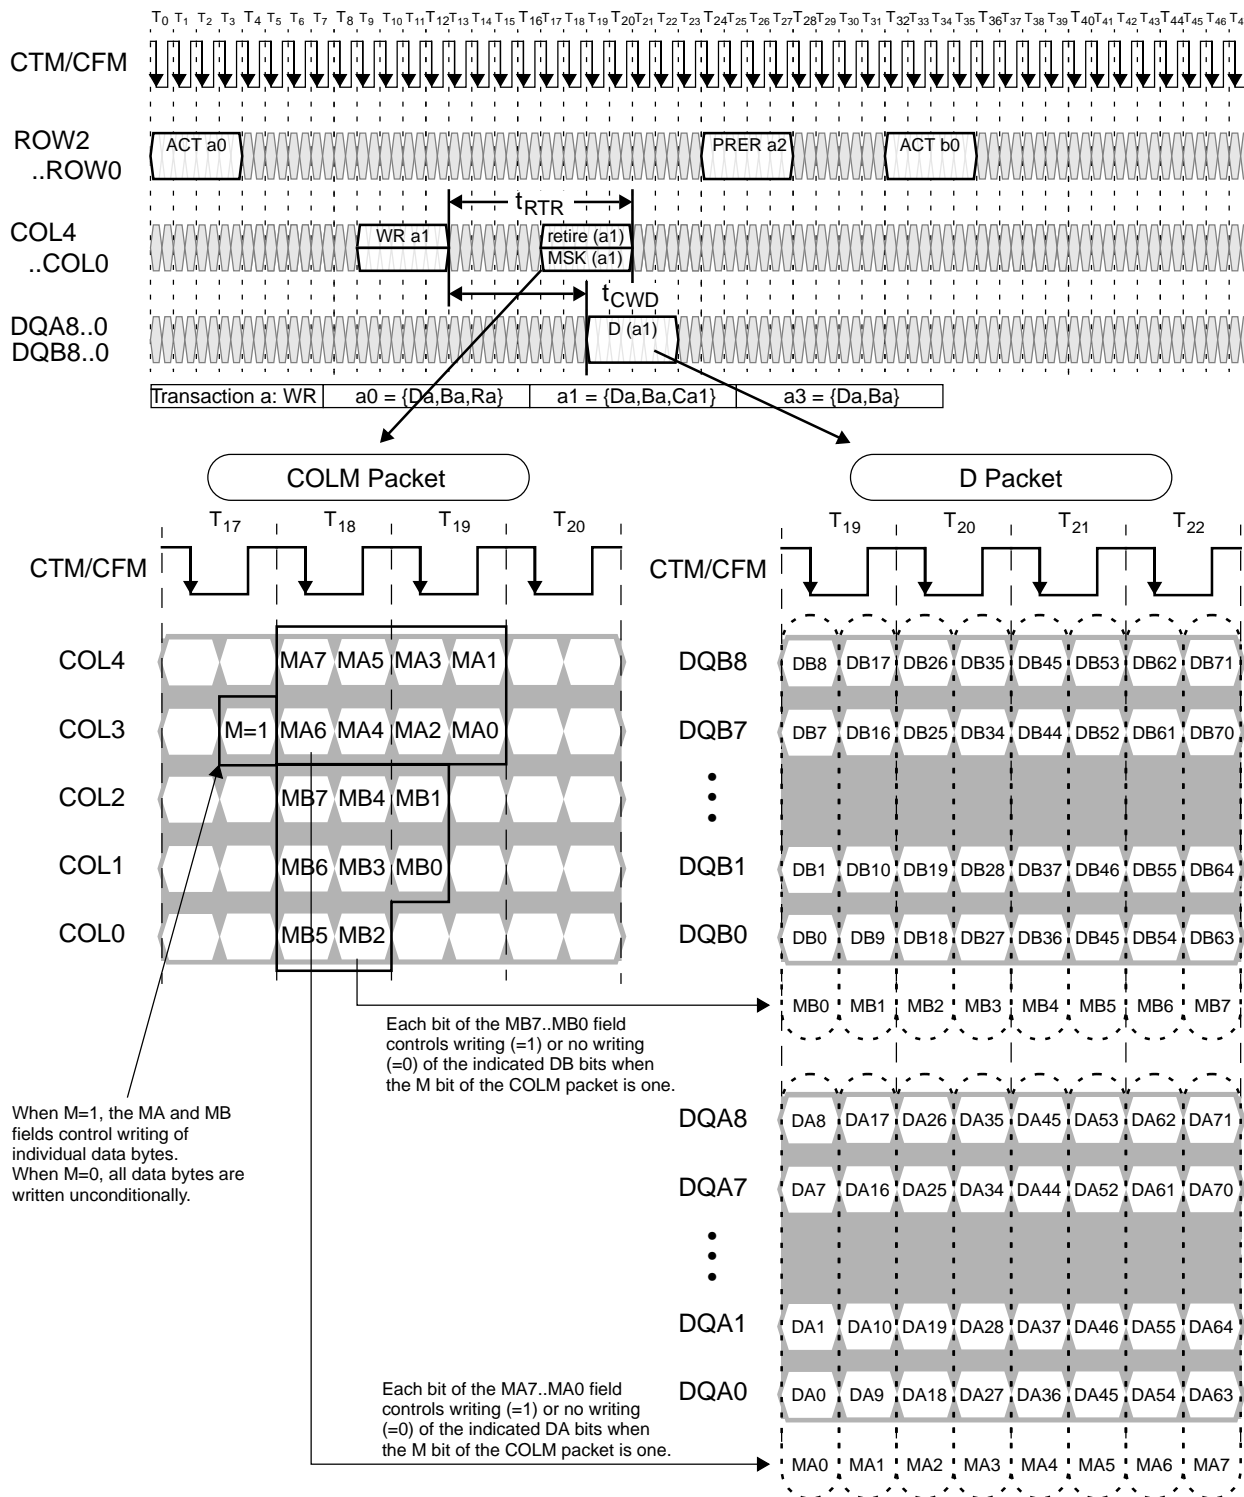 T0 T1 T2 T3 T4 T5 T6 T7 T8 T9 T10 T11 T12 T13 T14 T15 T16 T17 T18 T19 T20 T21 T22 T23 T24 T25 T26 T27 T28 T29 T30 T31 T32 T33 T34 T35 T36 T37 T38 T39 T40 T41 T42 T43 T44 T45 T46 T4
CTM/CFM
ROW2
..ROW0
ACT a0 PRER a2 ACT b0
tRTR
COL4
..COL0
WR a1 retire (a1)
MSK (a1)
tCWD
DQA8..0
DQB8..0
D (a1)
Transaction a: WR a0 = {Da,Ba,Ra} a1 = {Da,Ba,Ca1} a3 = {Da,Ba}
COLM Packet
T17 T18 T19 T20
CTM/CFM
COL4 MA7 MA5 MA3 MA1
COL3 M=1 MA6 MA4 MA2 MA0
COL2 MB7 MB4 MB1
COL1 MB6 MB3 MB0
COL0 MB5 MB2
Each bit of the MB7..MB0 field
controls writing (=1) or no writing
(=0) of the indicated DB bits when
the M bit of the COLM packet is one.
When M=1, the MA and MB
fields control writing of
individual data bytes.
When M=0, all data bytes are
written unconditionally.
Each bit of the MA7..MA0 field
controls writing (=1) or no writing
(=0) of the indicated DA bits when
the M bit of the COLM packet is one.
D Packet
T19 T20 T21 T22
CTM/CFM
DQB8 DB8 DB17 DB26 DB35 DB45 DB53 DB62 DB71
DQB7 DB7 DB16 DB25 DB34 DB44 DB52 DB61 DB70
DQB1 DB1 DB10 DB19 DB28 DB37 DB46 DB55 DB64
DQB0 DB0 DB9 DB18 DB27 DB36 DB45 DB54 DB63
MB0 MB1 MB2 MB3 MB4 MB5 MB6 MB7
DQA8 DA8 DA17 DA26 DA35 DA45 DA53 DA62 DA71
DQA7 DA7 DA16 DA25 DA34 DA44 DA52 DA61 DA70
DQA1 DA1 DA10 DA19 DA28 DA37 DA46 DA55 DA64
DQA0 DA0 DA9 DA18 DA27 DA36 DA45 DA54 DA63
MA0 MA1 MA2 MA3 MA4 MA5 MA6 MA7